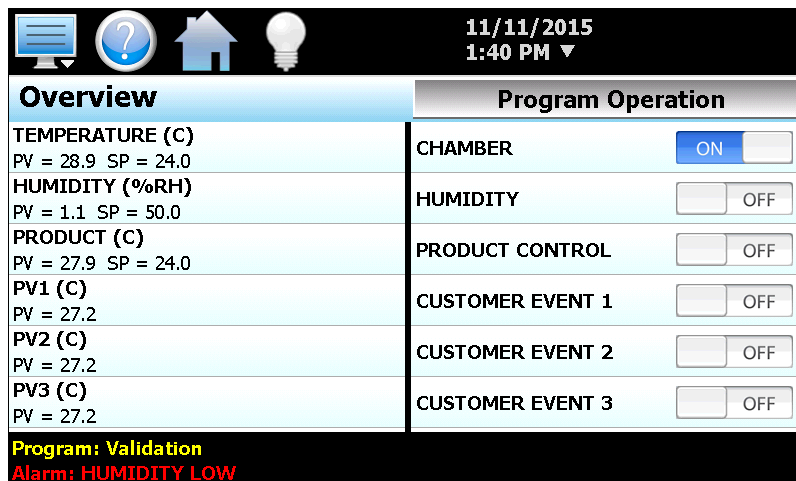 11/11/2015
1:40 PM ▼
Overview
Program Operation
TEMPERATURE (C)
PV = 28.9 SP = 24.0
HUMIDITY (%RH)
PV = 1.1 SP = 50.0
PRODUCT (C)
PV = 27.9 SP = 24.0
PV1 (C)
PV = 27.2
PV2 (C)
PV = 27.2
PV3 (C)
PV = 27.2
CHAMBER ON
HUMIDITY OFF
PRODUCT CONTROL OFF
CUSTOMER EVENT 1 OFF
CUSTOMER EVENT 2 OFF
CUSTOMER EVENT 3 OFF
Program: Validation
Alarm: HUMIDITY LOW